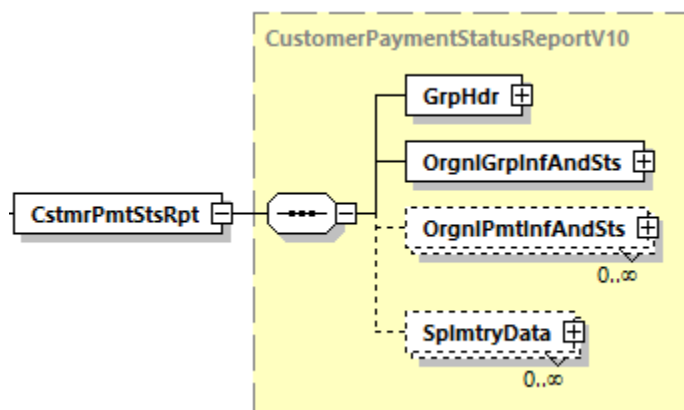 CustomerPaymentStatusReportV10
GrpHdr
OrgnlGrpInfAndSts
CstmrPmtStsRpt
OrgnlPmtInfAndSts
0..∞
SplmtryData
0..∞